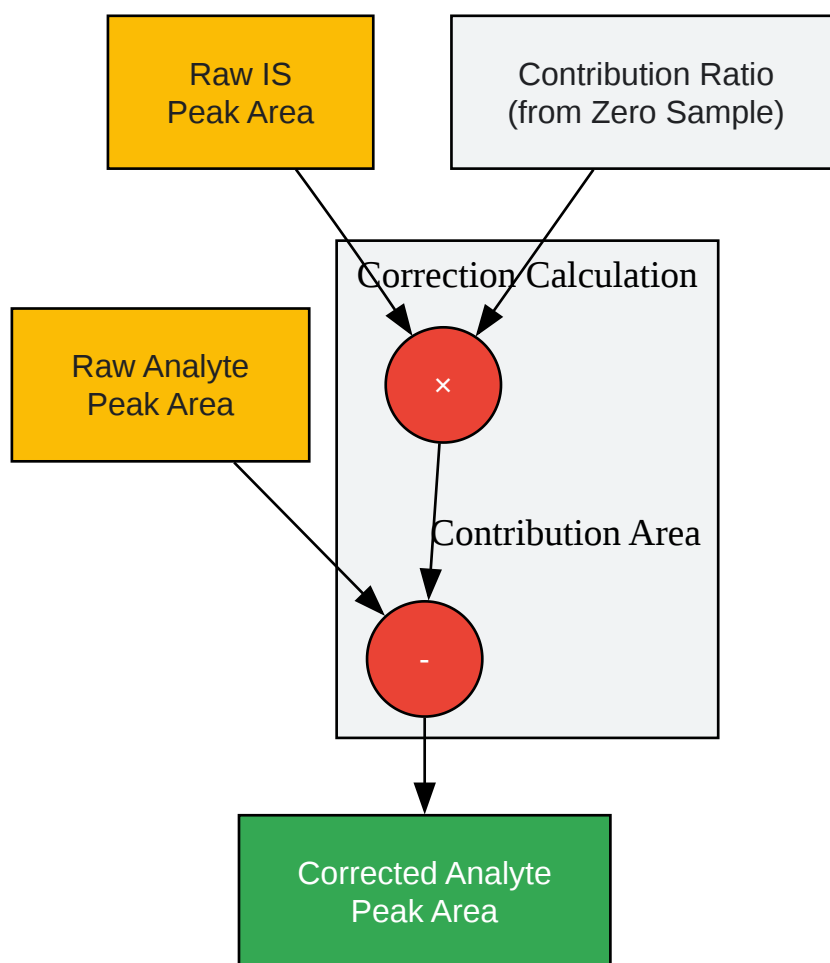 Raw IS
Peak Area
Contribution Ratio
(from Zero Sample)
Correction Calculation
Raw Analyte
Peak Area
×
Contribution Area
-
Corrected Analyte
Peak Area